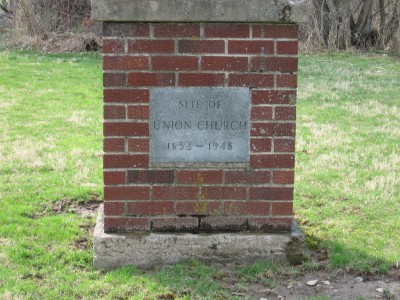 SITE OF
UNION CHURCH
1852 - 1948